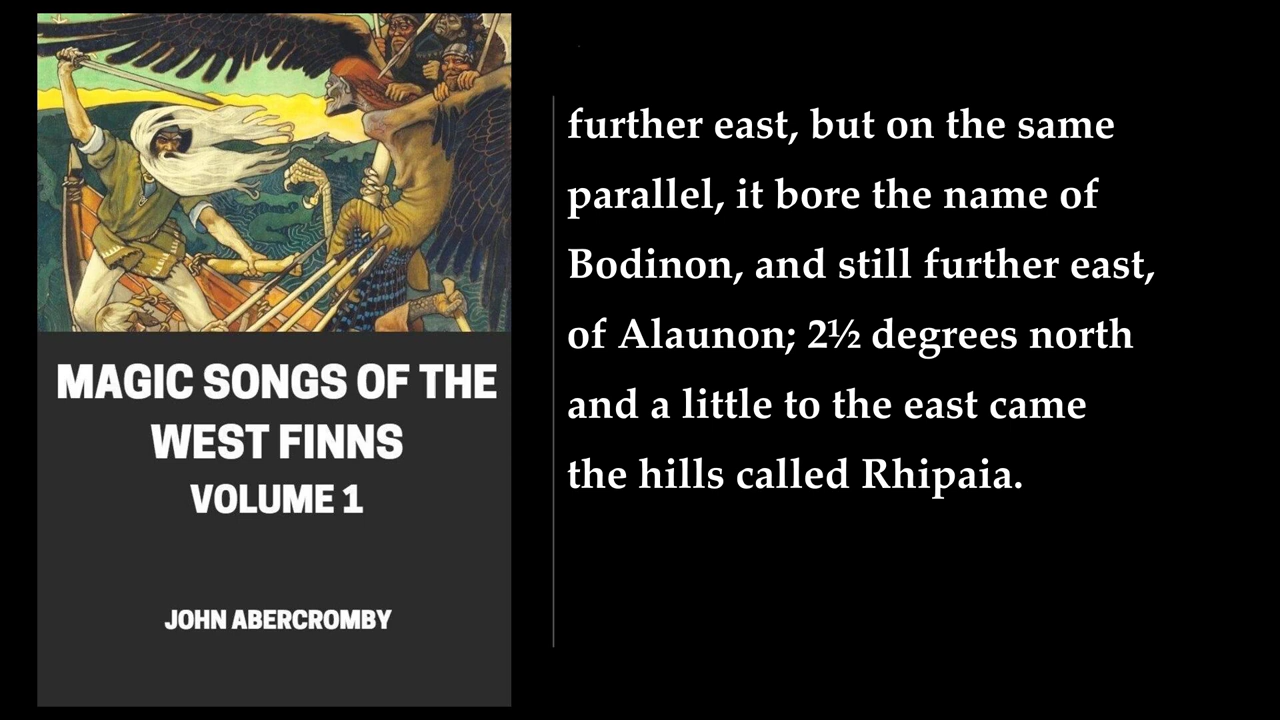 MAGIC SONGS OF THE
WEST FINNS
VOLUME 1
JOHN ABERCROMBY
further east, but on the same
parallel, it bore the name of
Bodinon, and still further east,
of Alaunon; 2½ degrees north
and a little to the east came
the hills called Rhipaia.